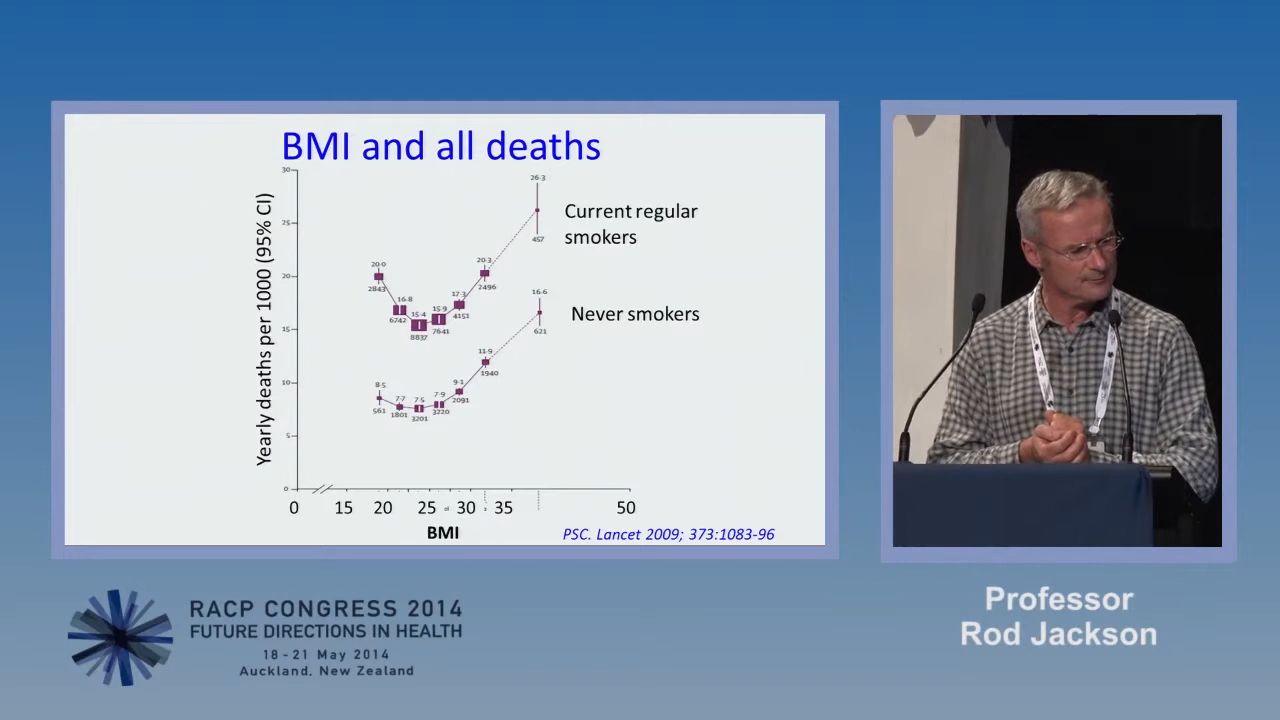 BMI and all deaths
Yearly deaths per 1000 (95% CI)
30
25
20
15
10
5
0
26·3
457
20·0
2843
16·8
6742
15·4
8837
15·9
7641
17·3
4151
20·3
2496
Current regular
smokers
16·6
621
Never smokers
8·5
561
7·7
1801
7·5
3201
7·9
3220
9·1
2091
11·9
1940
0 15 20 25 30 35 50
BMI
PSC. Lancet 2009; 373:1083-96
RACP CONGRESS 2014
FUTURE DIRECTIONS IN HEALTH
18 - 21 May 2014
Auckland, New Zealand
Professor
Rod Jackson